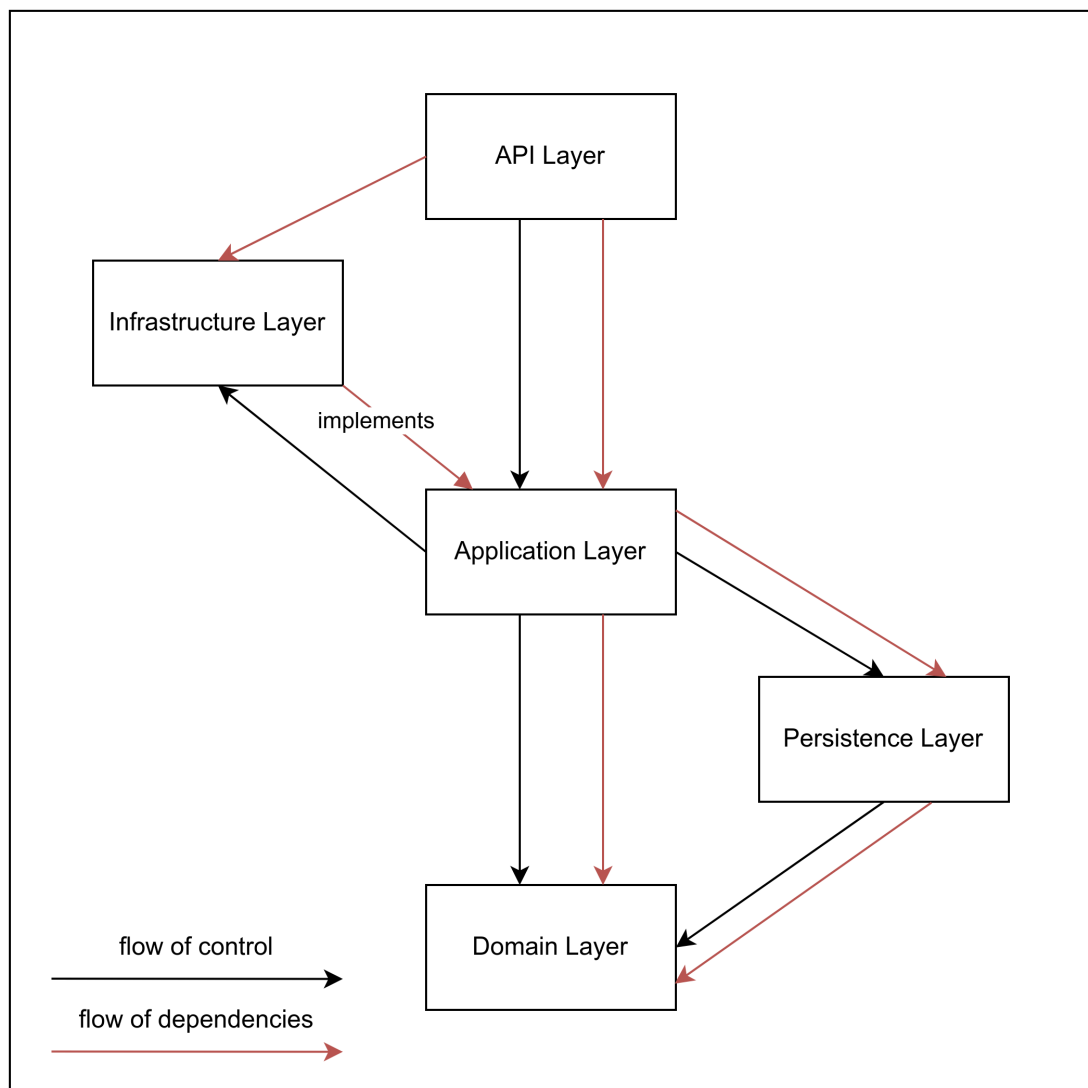 API Layer
Infrastructure Layer
implements
Application Layer
Persistence Layer
Domain Layer
flow of control
flow of dependencies